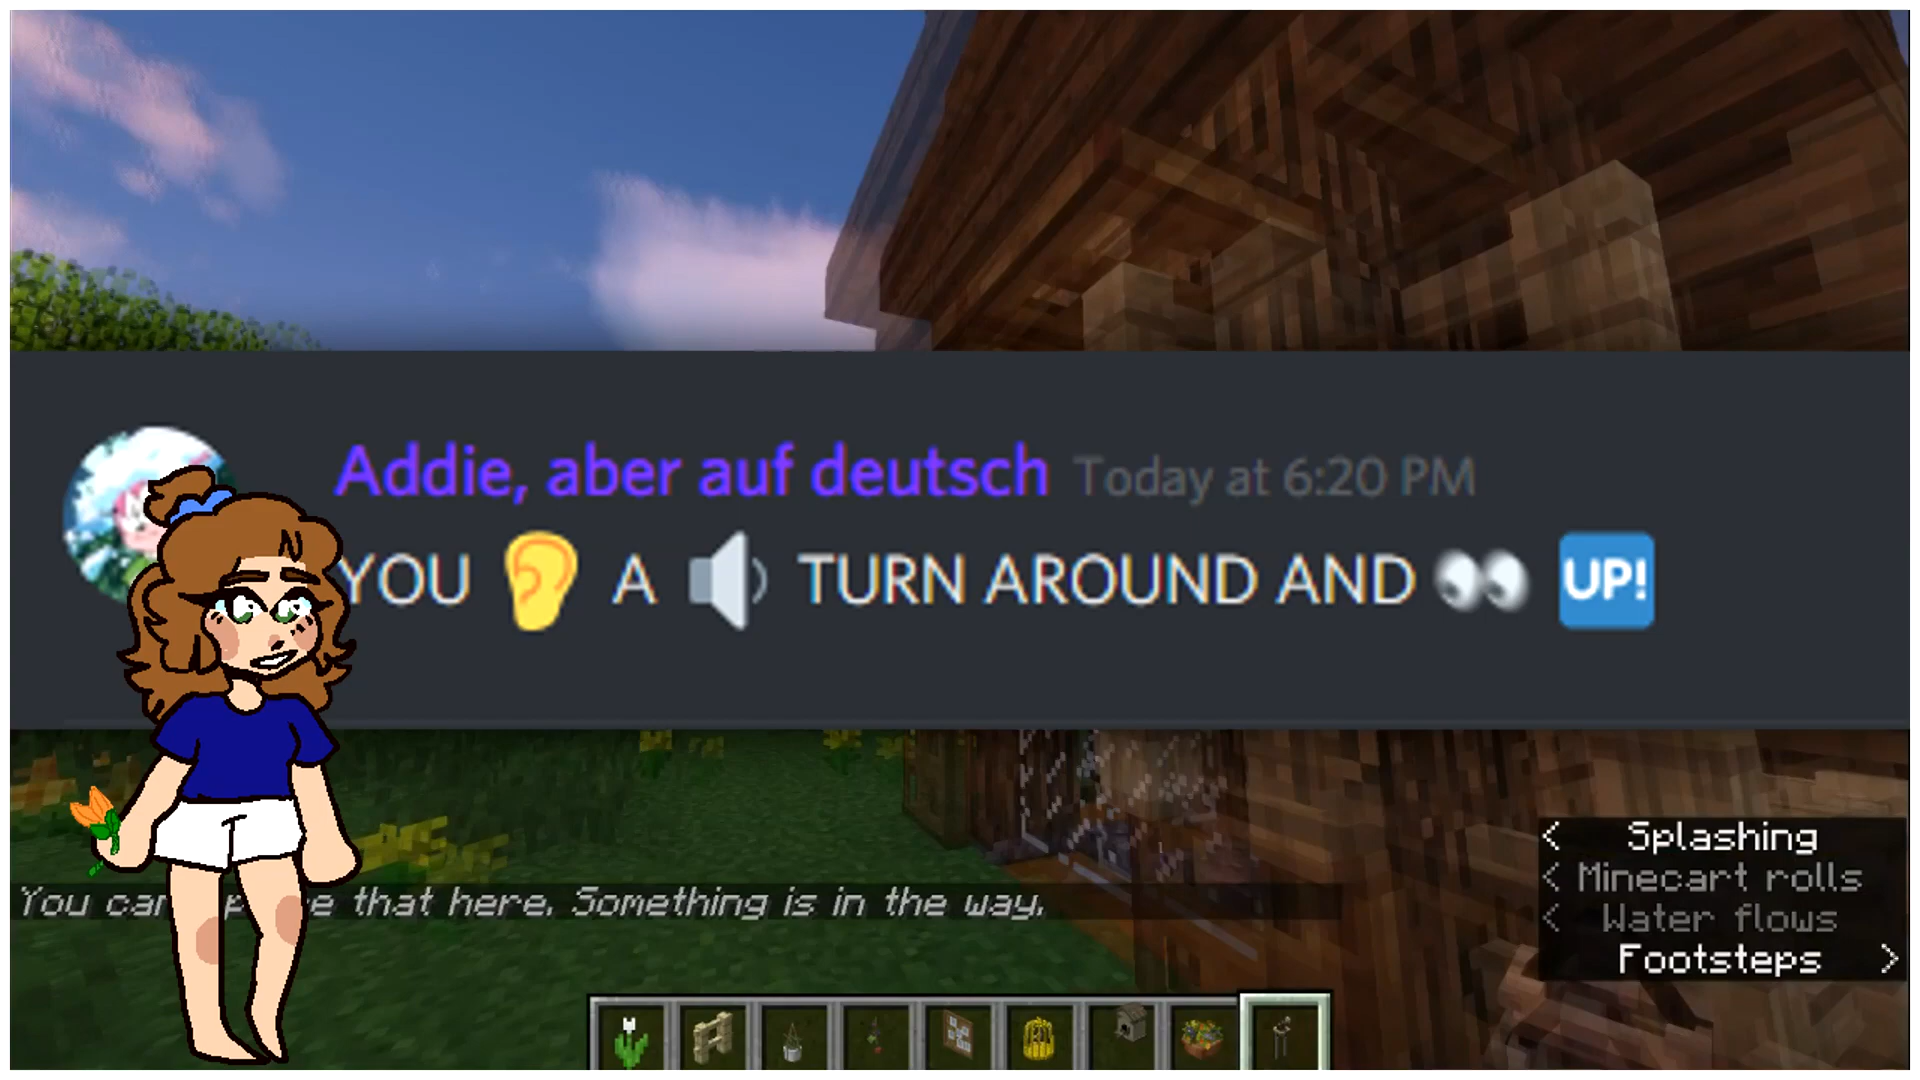 Addie, aber auf deutsch Today at 6:20 PM
YOU 👂 A 🔈 TURN AROUND AND 👀 🆙
You can that here. Something is in the way.
< Splashing
< Minecart rolls
< Water flows
Footsteps >